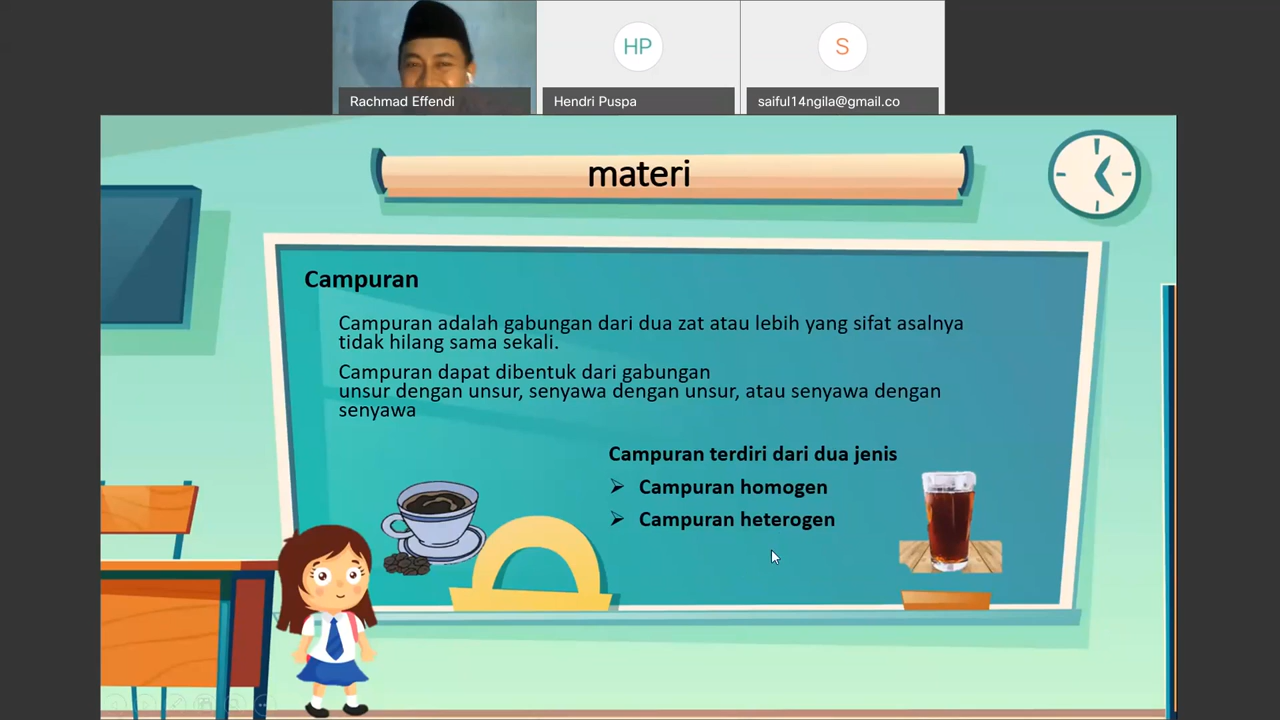 HP
S
Rachmad Effendi
Hendri Puspa
saiful14ngila@gmail.co
materi
Campuran
Campuran adalah gabungan dari dua zat atau lebih yang sifat asalnya
tidak hilang sama sekali.
Campuran dapat dibentuk dari gabungan
unsur dengan unsur, senyawa dengan unsur, atau senyawa dengan
senyawa
Campuran terdiri dari dua jenis
Campuran homogen
Campuran heterogen